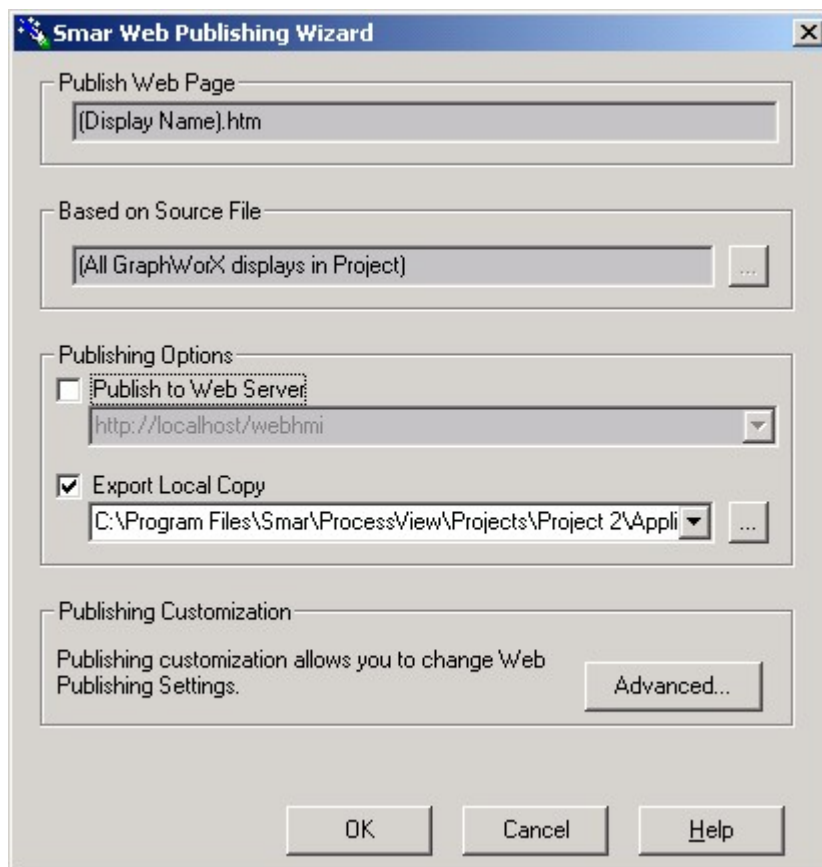 Smar Web Publishing Wizard
Publish Web Page
(Display Name).htm
Based on Source File
(All GraphWorX displays in Project)
...
Publishing Options
Publish to Web Server
http://localhost/webhmi
Export Local Copy
C:\Program Files\Smar\ProcessView\Projects\Project 2\Appli
...
Publishing Customization
Publishing customization allows you to change Web
Publishing Settings.
Advanced...
OK
Cancel
Help